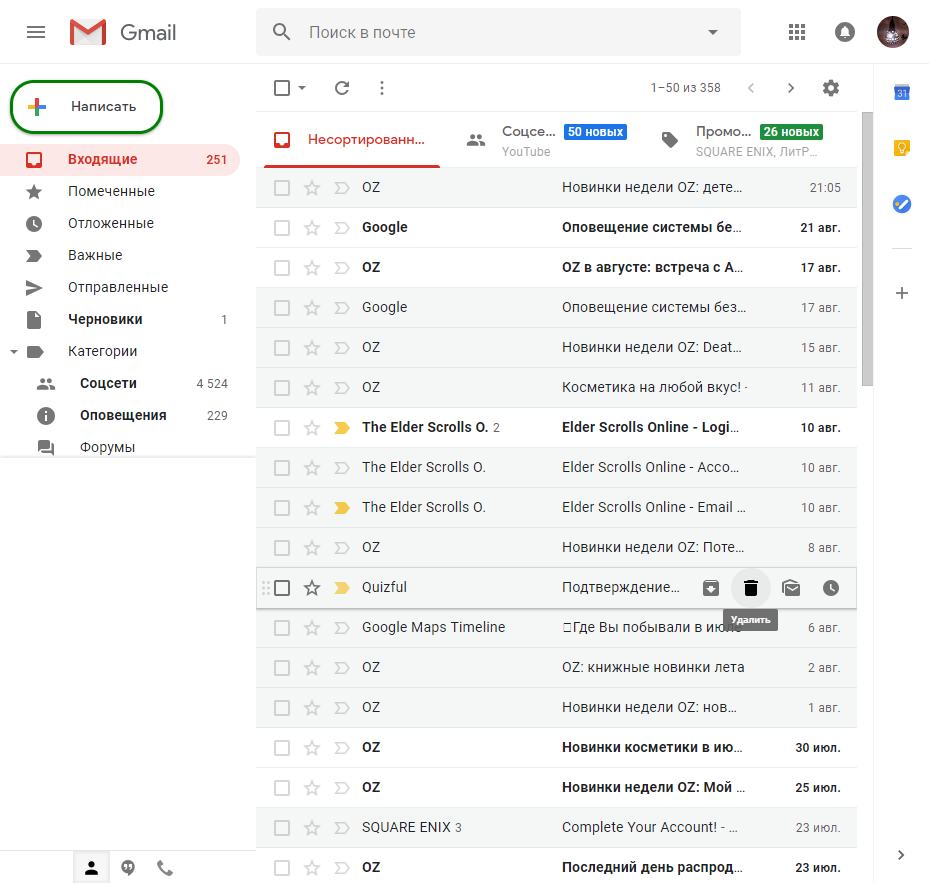 Gmail
Поиск в почте
Написать
1–50 из 358
31
Входящие 251
Помеченные
Отложенные
Важные
Отправленные
Черновики 1
Категории
Соцсети 4 524
Оповещения 229
Форумы
Несортированн...
Соцсе... 50 новых
YouTube
Промо... 26 новых
SQUARE ENIX, ЛитР...
OZ Новинки недели OZ: дете... 21:05
Google Оповещение системы бе... 21 авг.
OZ OZ в августе: встреча с А... 17 авг.
Google Оповещение системы без... 17 авг.
OZ Новинки недели OZ: Deat... 15 авг.
OZ Косметика на любой вкус! · 11 авг.
The Elder Scrolls O. 2 Elder Scrolls Online - Logi... 10 авг.
The Elder Scrolls O. Elder Scrolls Online - Acco... 10 авг.
The Elder Scrolls O. Elder Scrolls Online - Email ... 10 авг.
OZ Новинки недели OZ: Поте... 8 авг.
Quizful Подтверждение...
Удалить
Google Maps Timeline Где Вы побывали в июле 6 авг.
OZ OZ: книжные новинки лета 2 авг.
OZ Новинки недели OZ: нов... 1 авг.
OZ Новинки косметики в ию... 30 июл.
OZ Новинки недели OZ: Мой ... 25 июл.
SQUARE ENIX 3 Complete Your Account! - ... 23 июл.
OZ Последний день распрод... 23 июл.